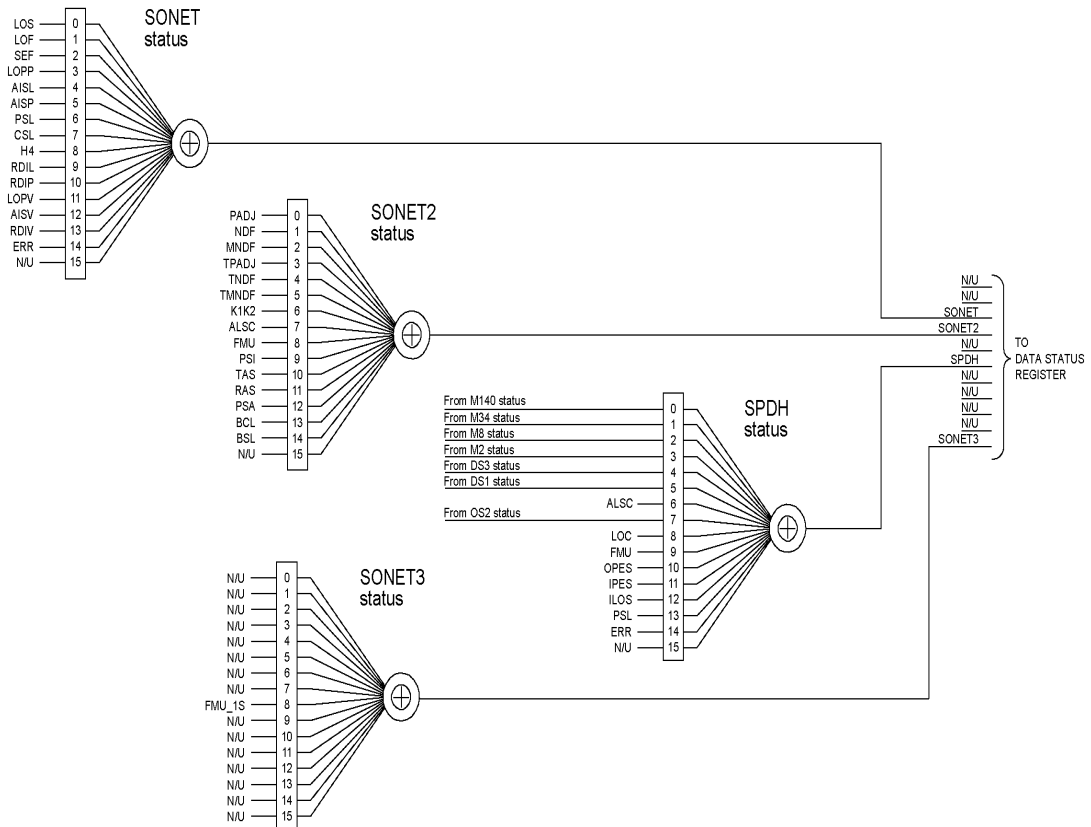 SONET
status
LOS 0
LOF 1
SEF 2
LOPP 3
AISL 4
AISP 5
PSL 6
CSL 7
H4 8
RDIL 9
RDIP 10
LOPV 11
AISV 12
RDIV 13
ERR 14
N/U 15
SONET2
status
PADJ 0
NDF 1
MNDF 2
TPADJ 3
TNDF 4
TMNDF 5
K1K2 6
ALSC 7
FMU 8
PSI 9
TAS 10
RAS 11
PSA 12
BCL 13
BSL 14
N/U 15
SPDH
status
From M140 status 0
From M34 status 1
From M8 status 2
From M2 status 3
From DS3 status 4
From DS1 status 5
ALSC 6
From OS2 status 7
LOC 8
FMU 9
OPES 10
IPES 11
ILOS 12
PSL 13
ERR 14
N/U 15
SONET3
status
N/U 0
N/U 1
N/U 2
N/U 3
N/U 4
N/U 5
N/U 6
N/U 7
FMU_1S 8
N/U 9
N/U 10
N/U 11
N/U 12
N/U 13
N/U 14
N/U 15
N/U
N/U
SONET
SONET2
N/U
SPDH
N/U
N/U
N/U
N/U
SONET3
TO
DATA STATUS
REGISTER